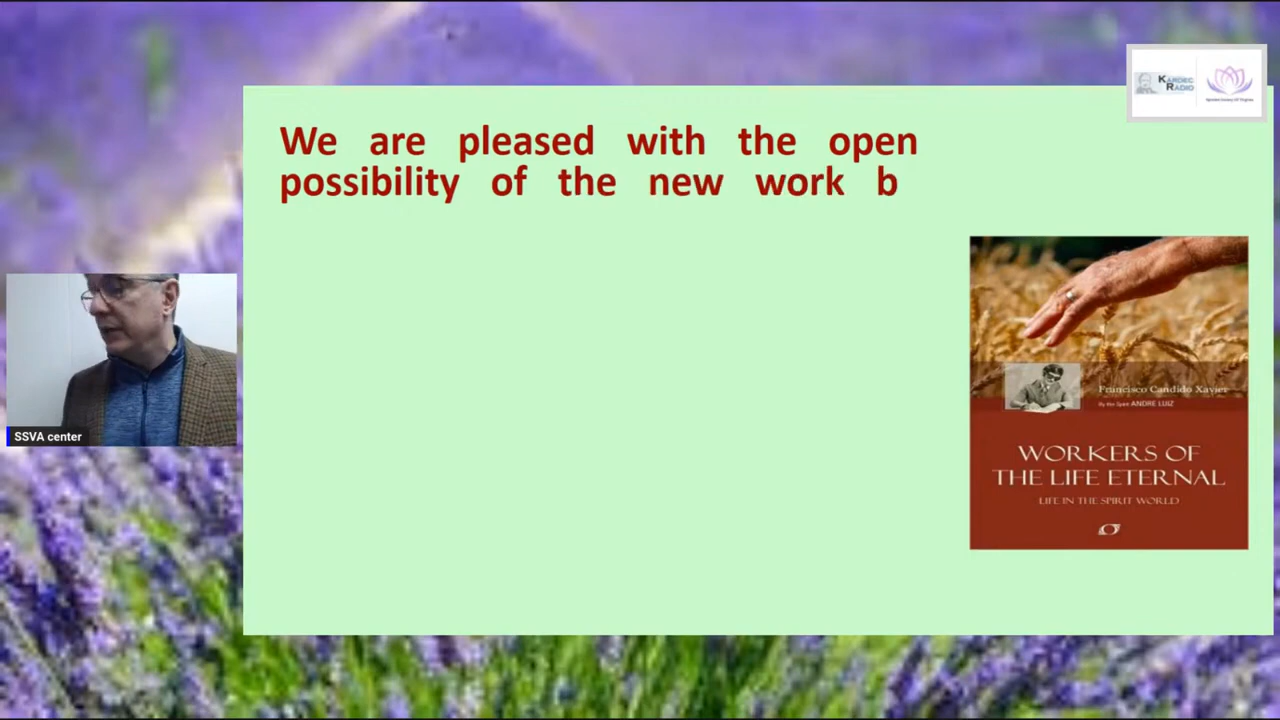 KARDEC
RADIO
We are pleased with the open
possibility of the new work b
Francisco Candido Xavier
By the Spirit ANDRE LUIZ
WORKERS OF
THE LIFE ETERNAL
LIFE IN THE SPIRIT WORLD
SSVA center